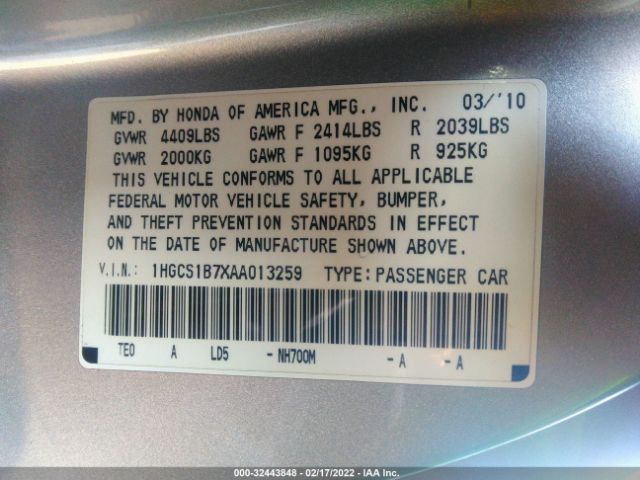 MFD. BY HONDA OF AMERICA MFG., INC. 03/'10
GVWR 4409LBS GAWR F 2414LBS R 2039LBS
GVWR 2000KG GAWR F 1095KG R 925KG
THIS VEHICLE CONFORMS TO ALL APPLICABLE
FEDERAL MOTOR VEHICLE SAFETY, BUMPER,
AND THEFT PREVENTION STANDARDS IN EFFECT
ON THE DATE OF MANUFACTURE SHOWN ABOVE.
V.I.N.: 1HGCS1B7XAA013259 TYPE:PASSENGER CAR
TE0 A LD5 - NH700M - A - A
000-32443848 - 02/17/2022 - IAA Inc.